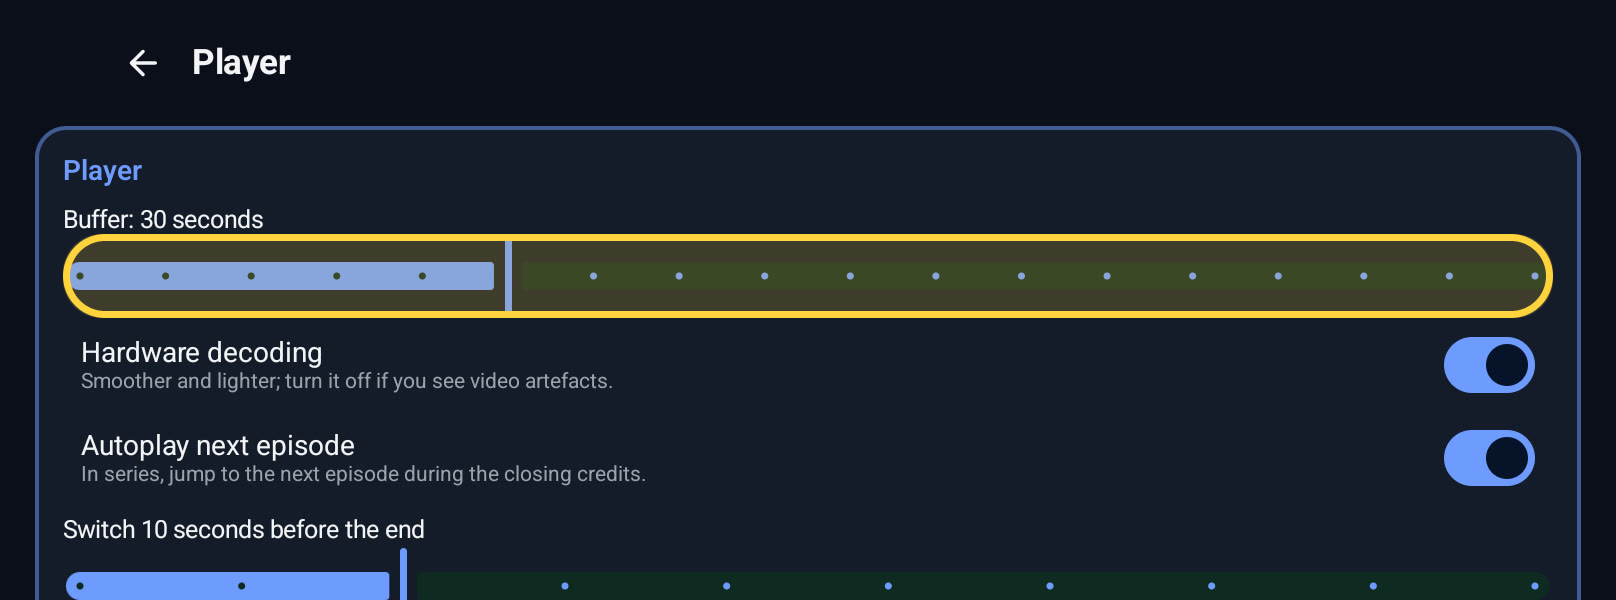 Player
Player
Buffer: 30 seconds
Hardware decoding
Smoother and lighter; turn it off if you see video artefacts.
Autoplay next episode
In series, jump to the next episode during the closing credits.
Switch 10 seconds before the end